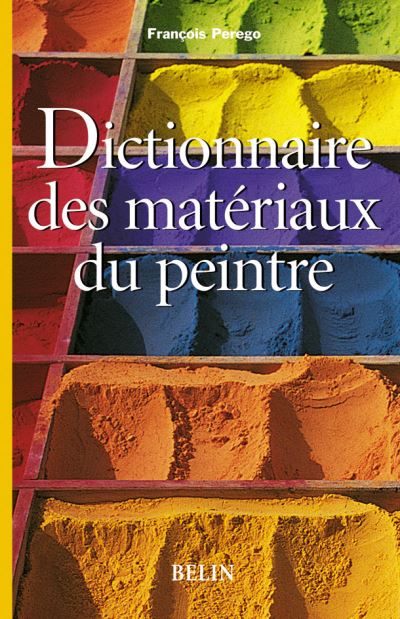 François Perego
Dictionnaire
des matériaux
du peintre
BELIN